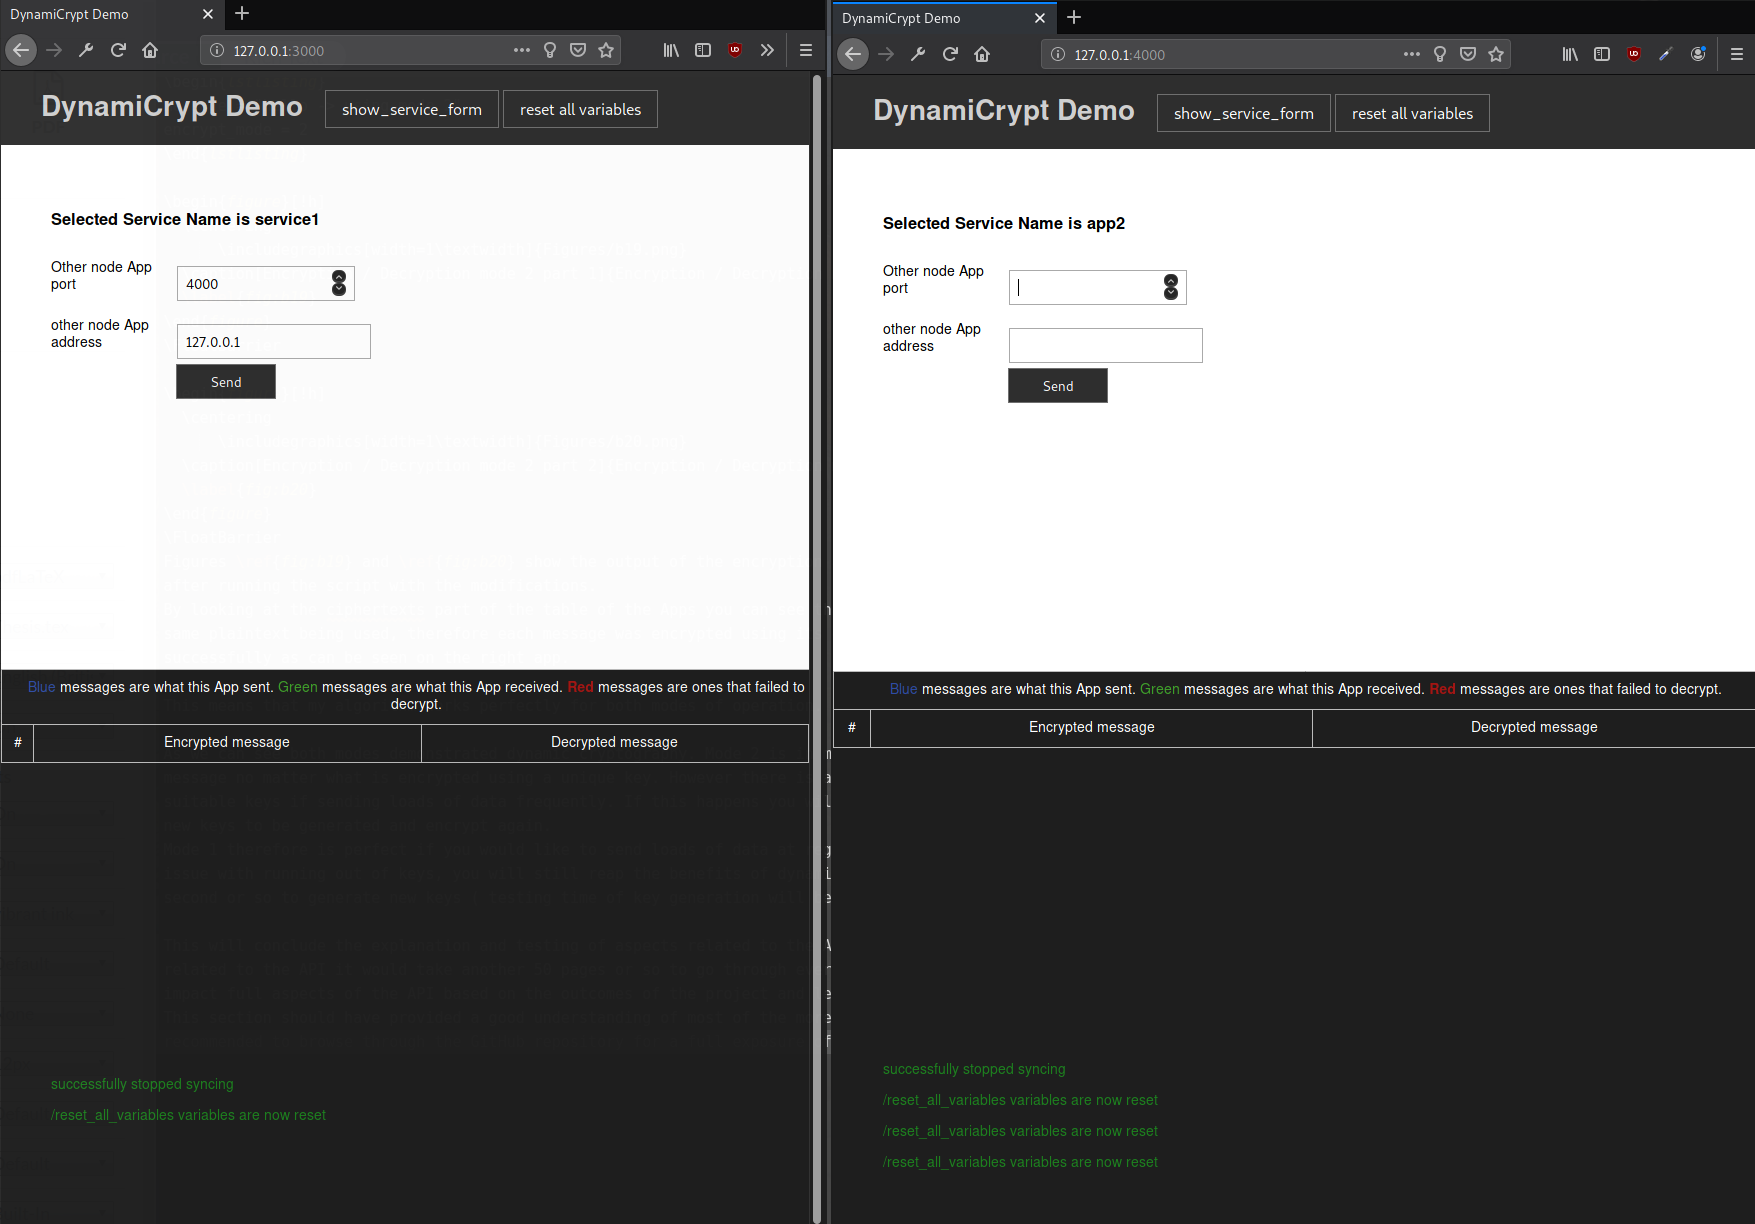 DynamiCrypt Demo
127.0.0.1:3000
DynamiCrypt Demo
show_service_form
reset all variables
Selected Service Name is service1
Other node App
port
4000
other node App
address
127.0.0.1
Send
Blue messages are what this App sent. Green messages are what this App received. Red messages are ones that failed to
decrypt.
# Encrypted message Decrypted message
successfully stopped syncing
/reset_all_variables variables are now reset
DynamiCrypt Demo
127.0.0.1:4000
DynamiCrypt Demo
show_service_form
reset all variables
Selected Service Name is app2
Other node App
port
other node App
address
Send
Blue messages are what this App sent. Green messages are what this App received. Red messages are ones that failed to decrypt.
# Encrypted message Decrypted message
successfully stopped syncing
/reset_all_variables variables are now reset
/reset_all_variables variables are now reset
/reset_all_variables variables are now reset